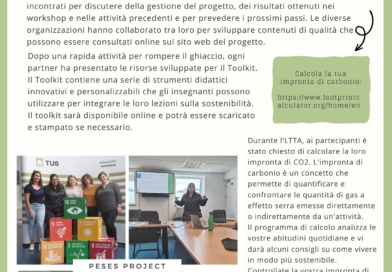 incontrati per discutere della gestione del progetto, dei risultati ottenuti nei
workshop e nelle attività precedenti e per prevedere i prossimi passi. Le diverse
organizzazioni hanno collaborato tra loro per sviluppare contenuti di qualità che
possono essere consultati online sul sito web del progetto.
Dopo una rapida attività per rompere il ghiaccio, ogni
partner ha presentato le risorse sviluppate per il Toolkit.
Il Toolkit contiene una serie di strumenti didattici
innovativi e personalizzabili che gli insegnanti possono
utilizzare per integrare le loro lezioni sulla sostenibilità.
Il toolkit sarà disponibile online e potrà essere scaricato
e stampato se necessario.
Calcola la tua
impronta di carbonio:
https://www.footprintc
alculator.org/home/en
Durante l'LTTA, ai partecipanti è
stato chiesto di calcolare la loro
impronta di CO2. L'impronta di
carbonio è un concetto che
permette di quantificare e
confrontare le quantità di gas a
effetto serra emesse direttamente
o indirettamente da un'attività.
Il programma di calcolo analizza le
vostre abitudini quotidiane e vi
darà alcuni consigli su come vivere
in modo più sostenibile.
Controllate la vostra impronta di
TUS
PESES PROJECT